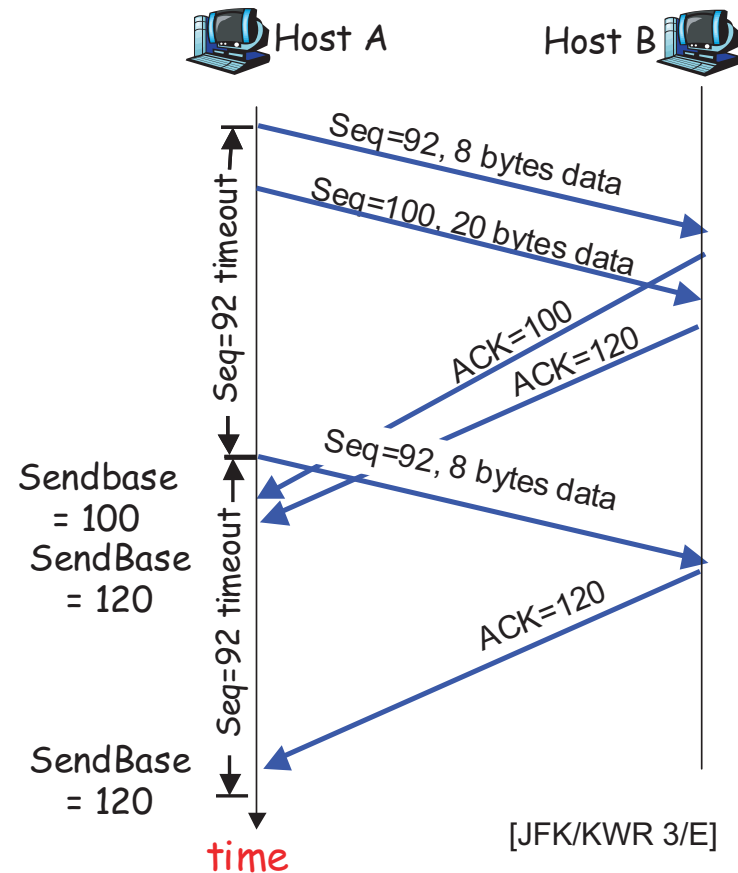 Host A
Host B
Seq=92, 8 bytes data
Seq=100, 20 bytes data
Seq=92 timeout
ACK=100
ACK=120
Seq=92, 8 bytes data
Sendbase
= 100
SendBase
= 120
Seq=92 timeout
ACK=120
SendBase
= 120
time
[JFK/KWR 3/E]